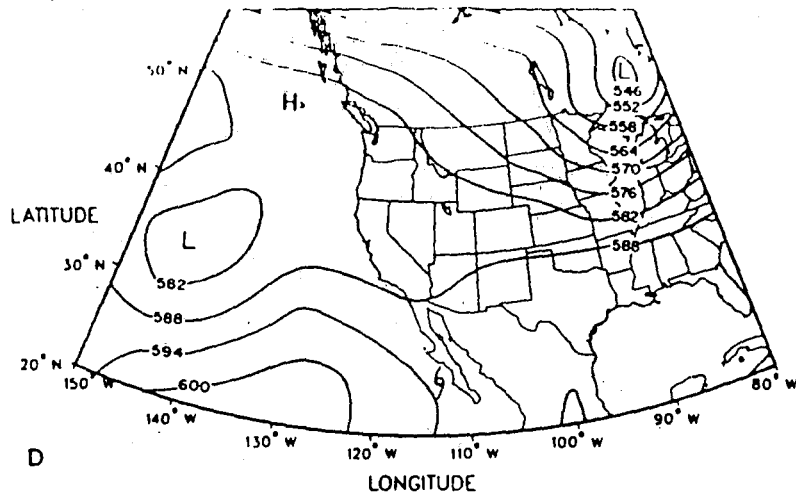 50° N
L
546
552
H
558
564
40° N
570
576
LATITUDE
582
L
588
30° N
582
588
594
20° N
600
150° W
80° W
140° W
90° W
130° W
100° W
120° W
110° W
D
LONGITUDE